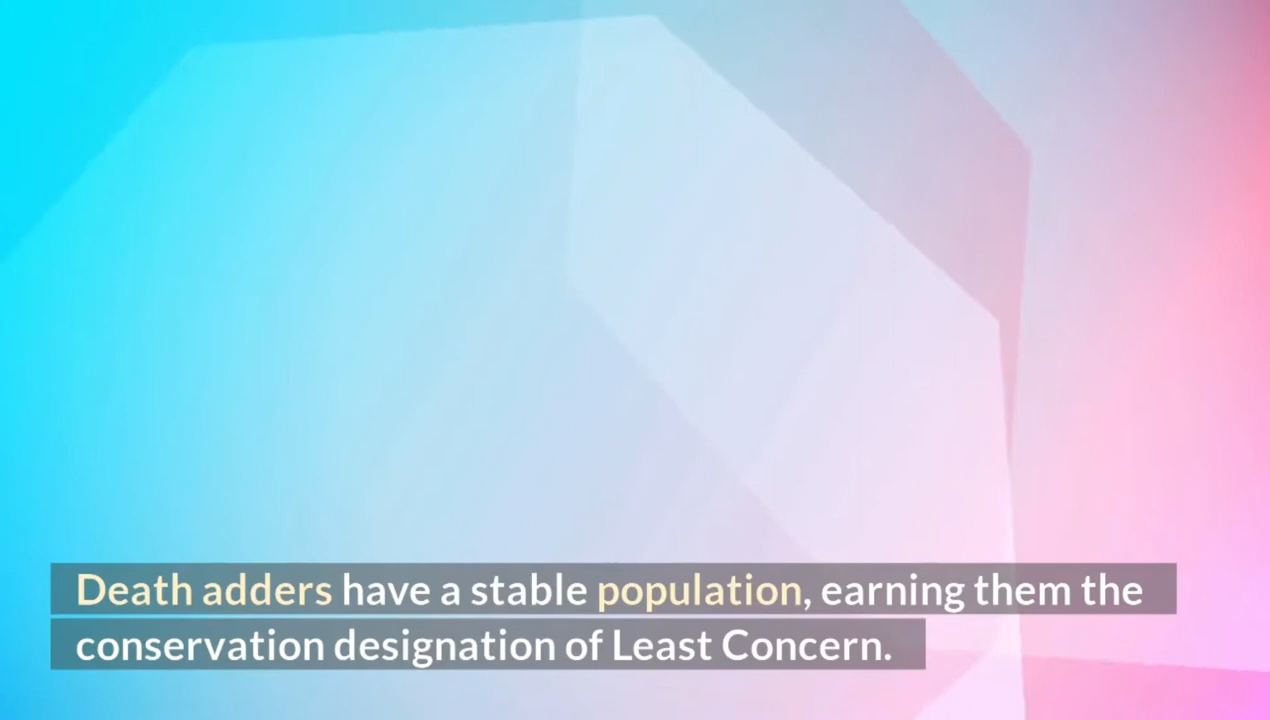 Death adders have a stable population, earning them the
conservation designation of Least Concern.